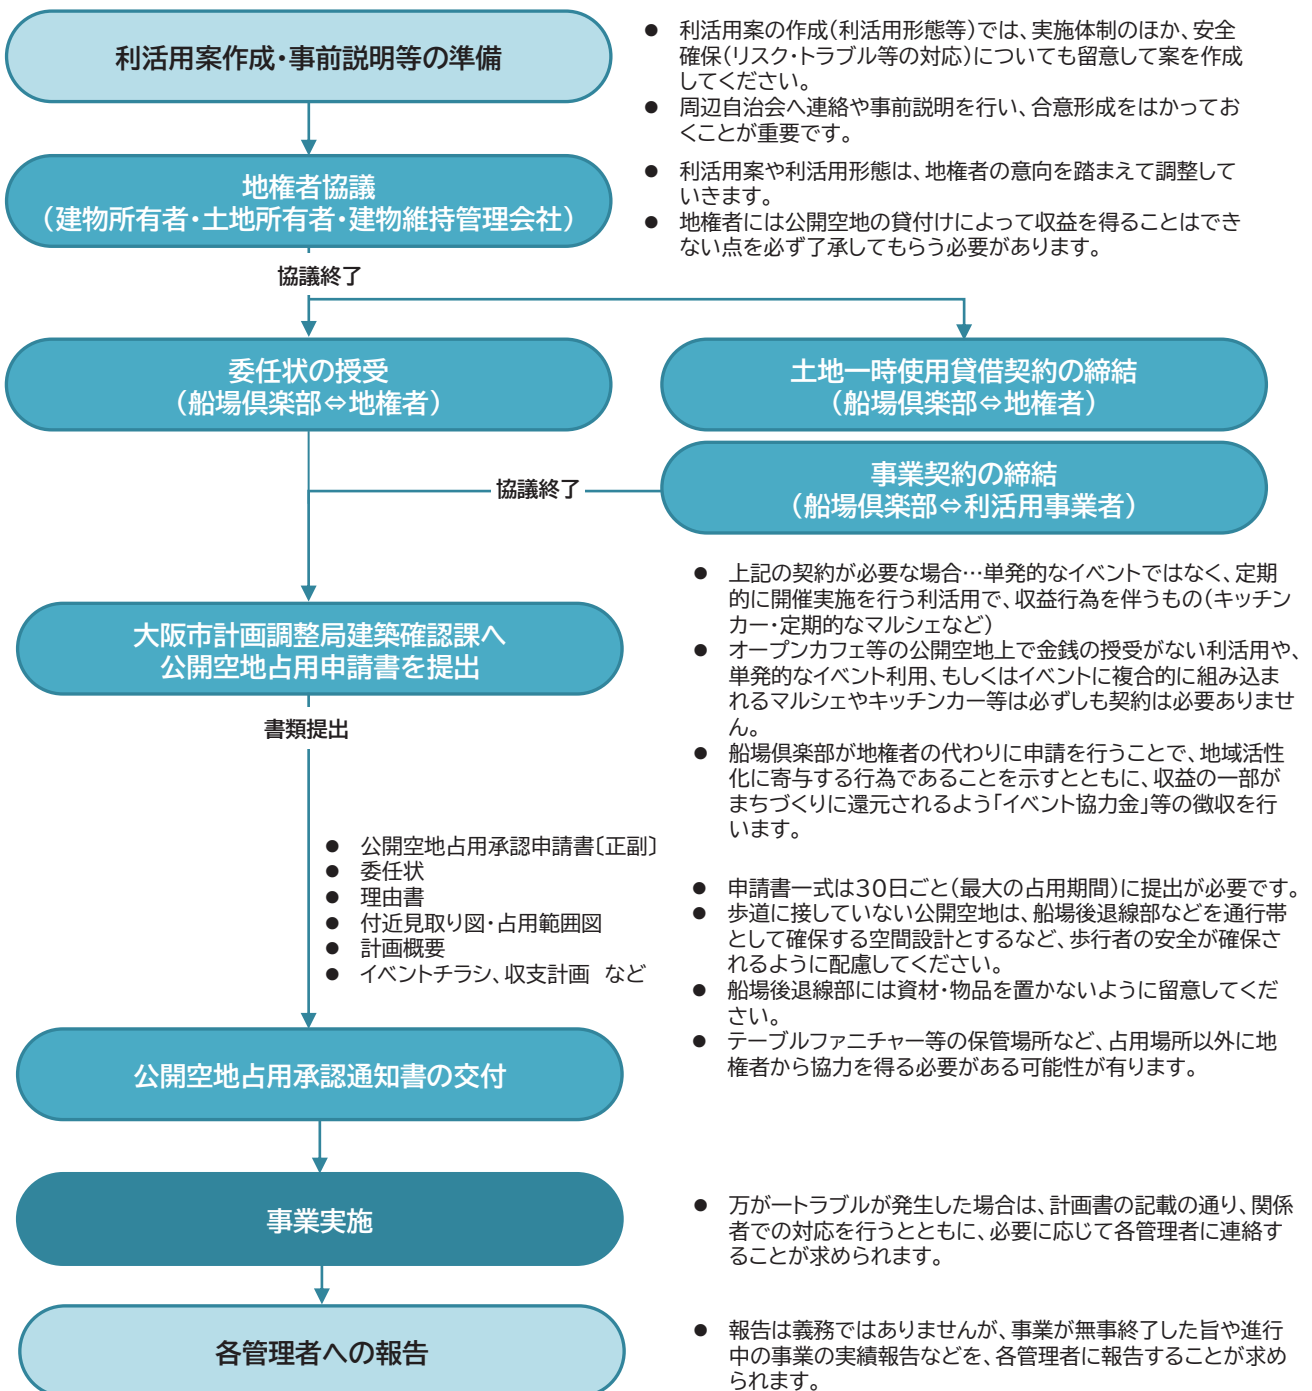 利活用案作成・事前説明等の準備
● 利活用案の作成(利活用形態等)では、実施体制のほか、安全
確保(リスク・トラブル等の対応)についても留意して案を作成
してください。
● 周辺自治会へ連絡や事前説明を行い、合意形成をはかってお
くことが重要です。
地権者協議
(建物所有者・土地所有者・建物維持管理会社)
● 利活用案や利活用形態は、地権者の意向を踏まえて調整して
いきます。
● 地権者には公開空地の貸付けによって収益を得ることはでき
ない点を必ず了承してもらう必要があります。
協議終了
委任状の授受
(船場倶楽部⇔地権者)
土地一時使用貸借契約の締結
(船場倶楽部⇔地権者)
事業契約の締結
(船場倶楽部⇔利活用事業者)
協議終了
● 上記の契約が必要な場合…単発的なイベントではなく、定期
的に開催実施を行う利活用で、収益行為を伴うもの(キッチン
カー・定期的なマルシェなど)
● オープンカフェ等の公開空地上で金銭の授受がない利活用や、
単発的なイベント利用、もしくはイベントに複合的に組み込ま
れるマルシェやキッチンカー等は必ずしも契約は必要ありませ
ん。
● 船場倶楽部が地権者の代わりに申請を行うことで、地域活性
化に寄与する行為であることを示すとともに、収益の一部が
まちづくりに還元されるよう「イベント協力金」等の徴収を行
います。
大阪市計画調整局建築確認課へ
公開空地占用申請書を提出
書類提出
● 公開空地占用承認申請書〔正副〕
● 委任状
● 理由書
● 付近見取り図・占用範囲図
● 計画概要
● イベントチラシ、収支計画 など
● 申請書一式は30日ごと(最大の占用期間)に提出が必要です。
● 歩道に接していない公開空地は、船場後退線部などを通行帯
として確保する空間設計とするなど、歩行者の安全が確保さ
れるように配慮してください。
● 船場後退線部には資材・物品を置かないように留意してくだ
さい。
● テーブルファニチャー等の保管場所など、占用場所以外に地
権者から協力を得る必要がある可能性が有ります。
公開空地占用承認通知書の交付
事業実施
● 万が一トラブルが発生した場合は、計画書の記載の通り、関係
者での対応を行うとともに、必要に応じて各管理者に連絡す
ることが求められます。
各管理者への報告
● 報告は義務ではありませんが、事業が無事終了した旨や進行
中の事業の実績報告などを、各管理者に報告することが求め
られます。